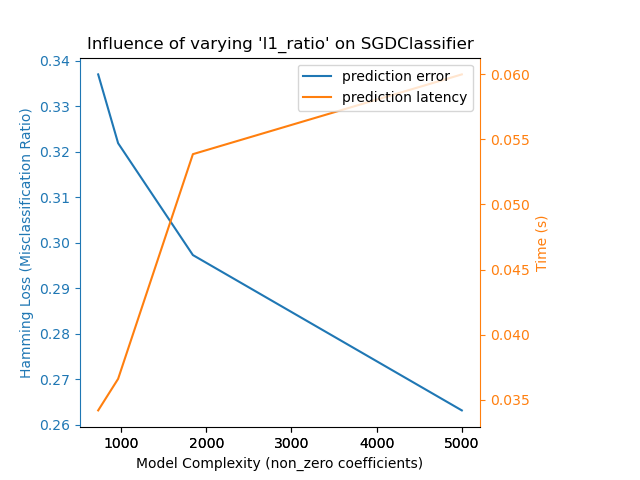 Influence of varying 'l1_ratio' on SGDClassifier
prediction error
prediction latency
0.34
0.33
0.32
0.31
0.30
0.29
0.28
0.27
0.26
Hamming Loss (Misclassification Ratio)
0.060
0.055
0.050
0.045
0.040
0.035
Time (s)
1000 2000 3000 4000 5000
Model Complexity (non_zero coefficients)